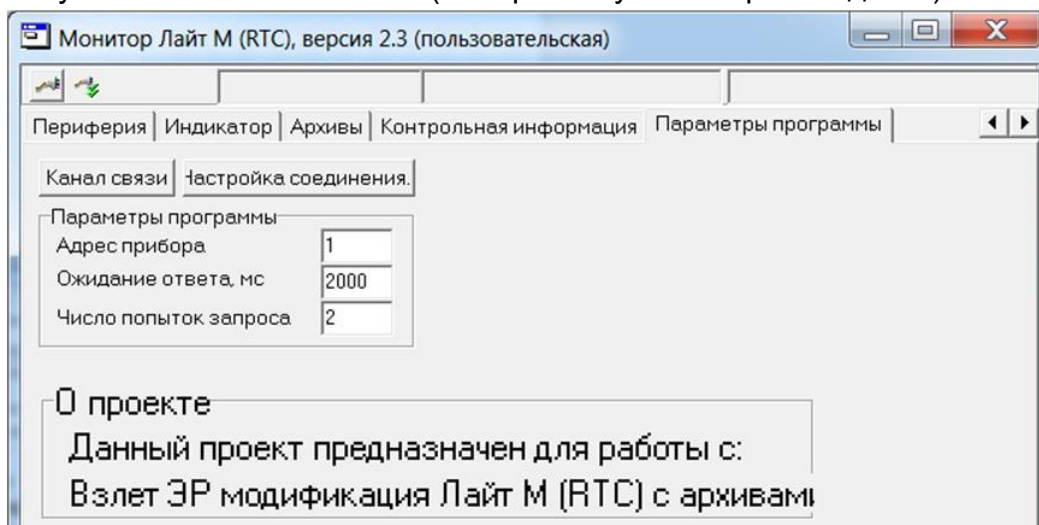 Монитор Лайт М (RTC), версия 2.3 (пользовательская)
Периферия Индикатор Архивы Контрольная информация Параметры программы
Канал связи Настройка соединения.
Параметры программы
Адрес прибора 1
Ожидание ответа, мс 2000
Число попыток запроса 2
О проекте
Данный проект предназначен для работы с:
Взлет ЭР модификация Лайт М (RTC) с архивами